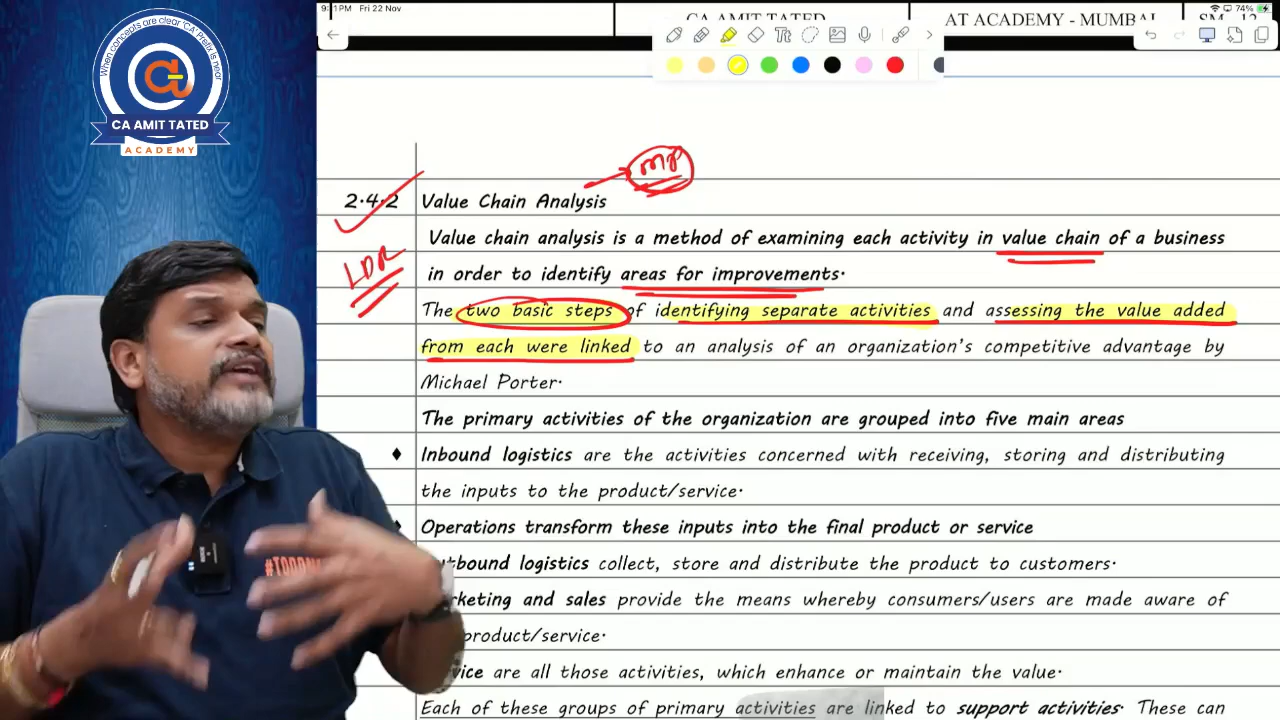 9:11PM Fri 22 Nov
CA AMIT TATED
AT ACADEMY - MUMBAI
SM - 12
74%
When concepts are clear 'CA' Prefix is near
CA AMIT TATED
ACADEMY
MP
2.4.2 Value Chain Analysis
LDR
Value chain analysis is a method of examining each activity in value chain of a business
in order to identify areas for improvements.
The two basic steps of identifying separate activities and assessing the value added
from each were linked to an analysis of an organization's competitive advantage by
Michael Porter.
The primary activities of the organization are grouped into five main areas
♦ Inbound logistics are the activities concerned with receiving, storing and distributing
the inputs to the product/service.
Operations transform these inputs into the final product or service
tbound logistics collect, store and distribute the product to customers.
rketing and sales provide the means whereby consumers/users are made aware of
product/service.
vice are all those activities, which enhance or maintain the value.
Each of these groups of primary activities are linked to support activities. These can